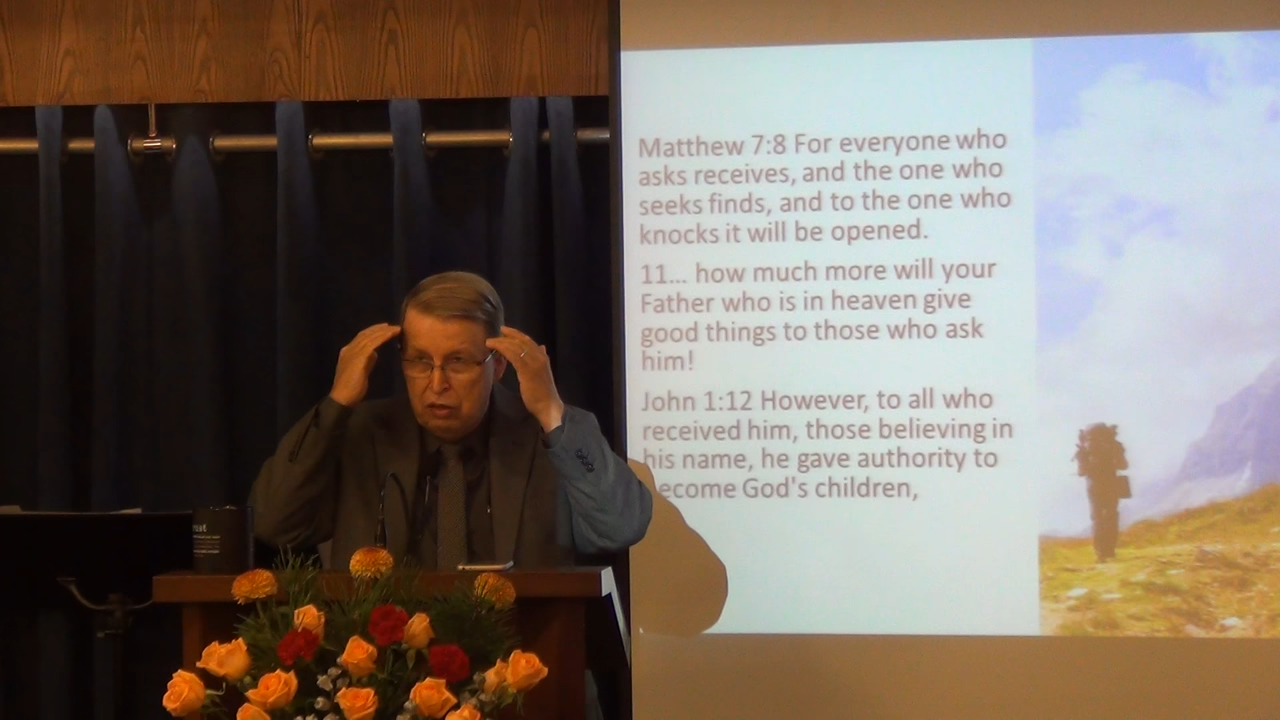 Matthew 7:8 For everyone who
asks receives, and the one who
seeks finds, and to the one who
knocks it will be opened.
11... how much more will your
Father who is in heaven give
good things to those who ask
him!
John 1:12 However, to all who
received him, those believing in
his name, he gave authority to
ecome God's children,